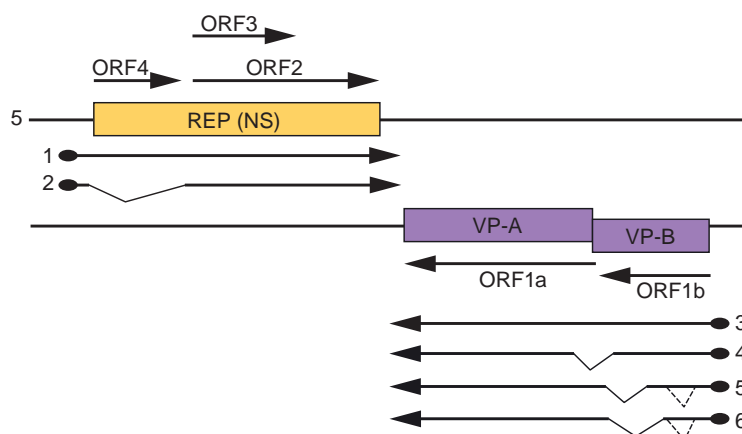 ORF3
ORF4 ORF2
5 REP (NS)
1
2
VP-A VP-B
ORF1a ORF1b
3
4
5
6